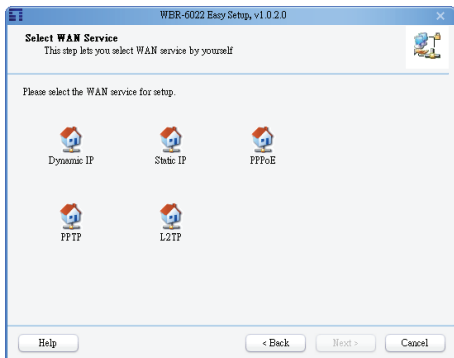 WBR-6022 Easy Setup, v1.0.2.0
Select WAN Service
This step lets you select WAN service by yourself
Please select the WAN service for setup.
Dynamic IP
Static IP
PPPoE
PPTP
L2TP
Help
< Back
Next >
Cancel